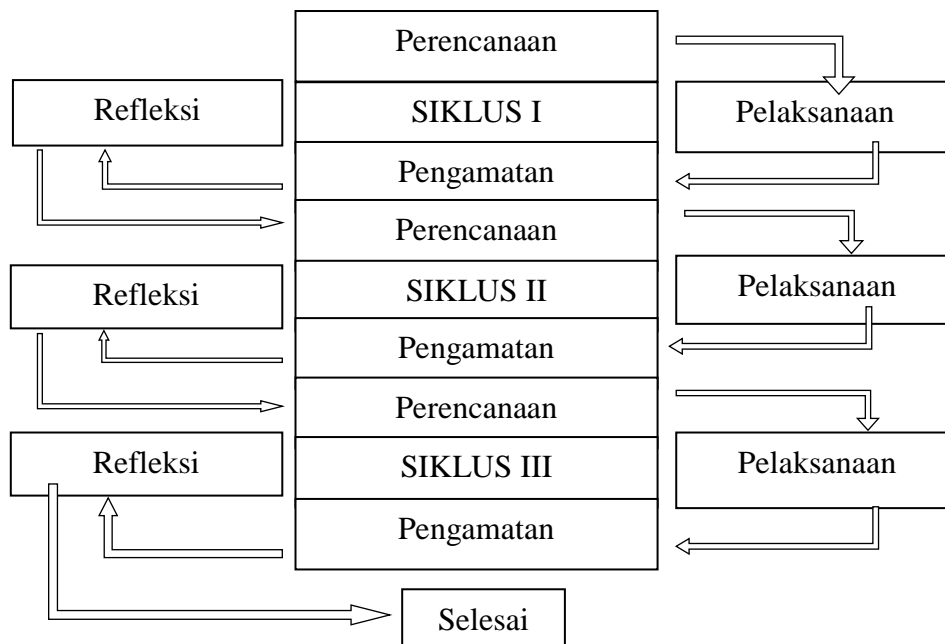 Perencanaan
Refleksi
SIKLUS I
Pelaksanaan
Pengamatan
Perencanaan
Refleksi
SIKLUS II
Pelaksanaan
Pengamatan
Perencanaan
Refleksi
SIKLUS III
Pelaksanaan
Pengamatan
Selesai